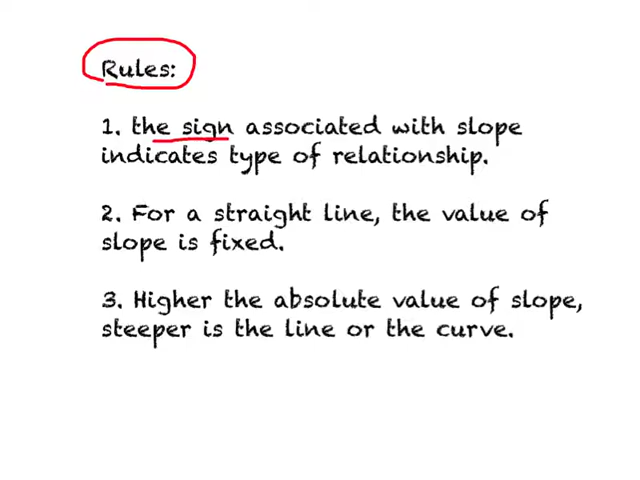 Rules:
1. the sign associated with slope
indicates type of relationship.
2. For a straight line, the value of
slope is fixed.
3. Higher the absolute value of slope,
steeper is the line or the curve.